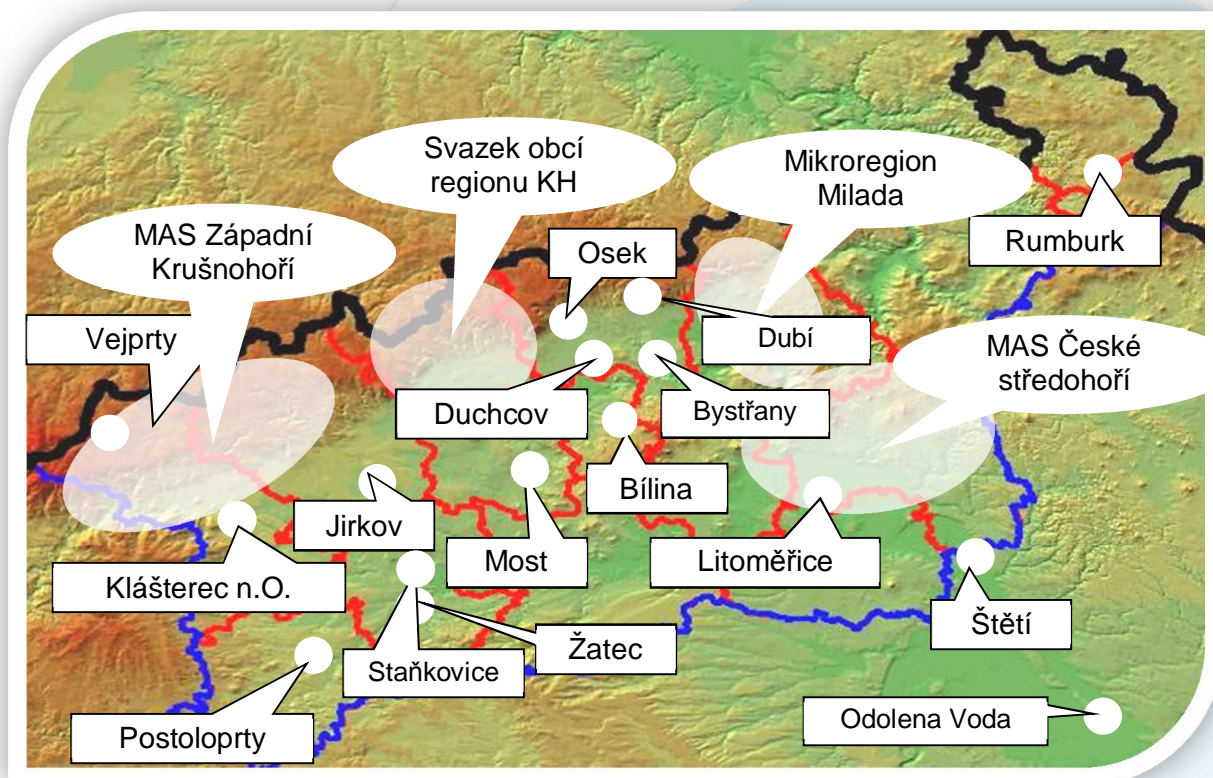 Svazek obcí
regionu KH
Mikroregion
Milada
MAS Západní
Krušnohoří
Osek
Rumburk
Vejprty
Dubí
MAS České
středohoří
Duchcov
Bystřany
Bílina
Jirkov
Most
Litoměřice
Klášterec n.O.
Štětí
Žatec
Staňkovice
Odolena Voda
Postoloprty